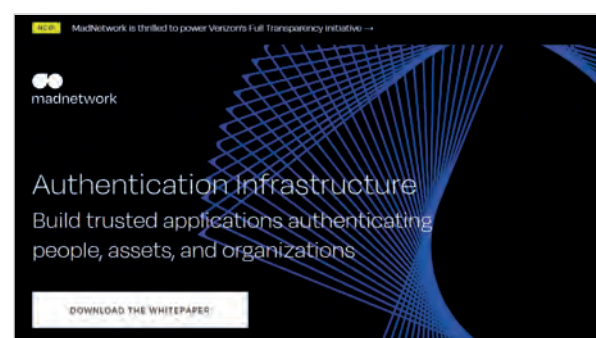 NEW MadNetwork is thrilled to power Verizon's Full Transparency initiative →
madnetwork
Authentication Infrastructure
Build trusted applications authenticating
people, assets, and organizations
DOWNLOAD THE WHITEPAPER